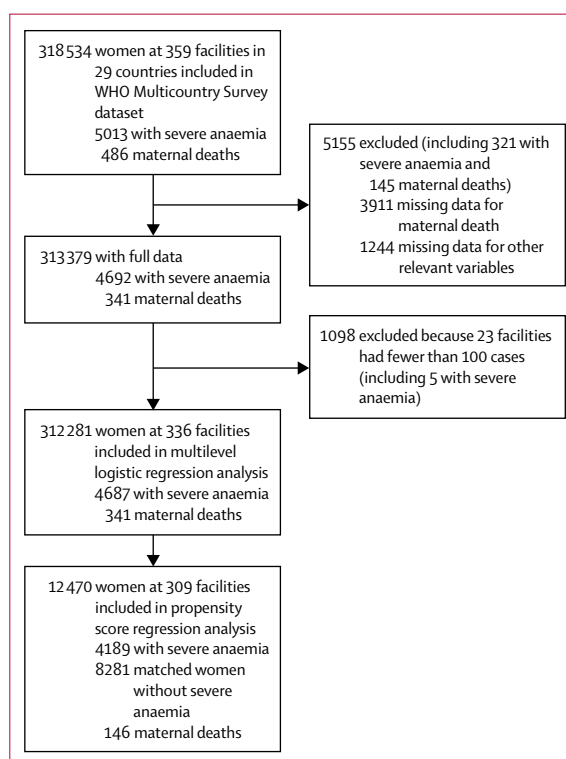 318 534 women at 359 facilities in
29 countries included in
WHO Multicountry Survey
dataset
5013 with severe anaemia
486 maternal deaths
5155 excluded (including 321 with
severe anaemia and
145 maternal deaths)
3911 missing data for
maternal death
1244 missing data for other
relevant variables
313 379 with full data
4692 with severe anaemia
341 maternal deaths
1098 excluded because 23 facilities
had fewer than 100 cases
(including 5 with severe
anaemia)
312 281 women at 336 facilities
included in multilevel
logistic regression analysis
4687 with severe anaemia
341 maternal deaths
12 470 women at 309 facilities
included in propensity
score regression analysis
4189 with severe anaemia
8281 matched women
without severe
anaemia
146 maternal deaths